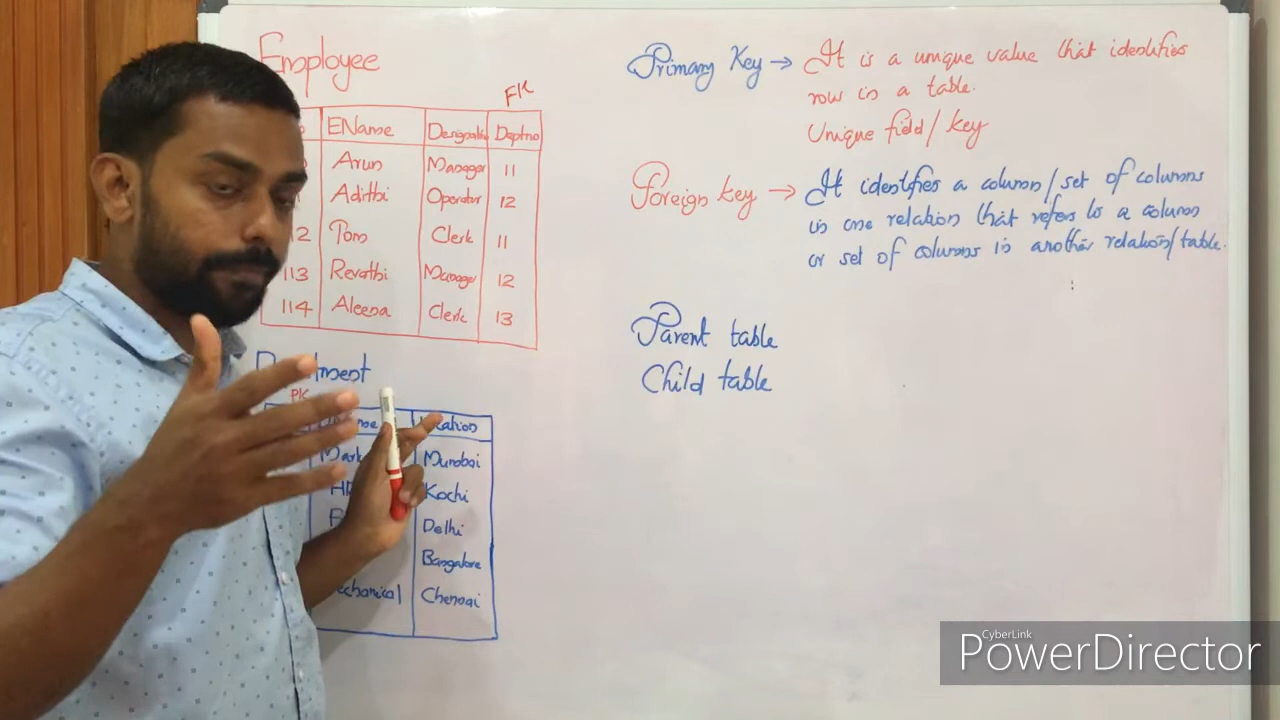 Employee
FK
EName Designation Deptno
Arun Manager 11
Adithi Operator 12
12 Tom Clerk 11
113 Revathi Manager 12
114 Aleena Clerk 13
PK
Mumbai
Kochi
Delhi
Bangalore
Chennai
Primary Key → It is a unique value that identifies
row in a table.
Unique field/key
Foreign key → It identifies a column/set of columns
in one relation that refers to a column
or set of columns in another relation/table.
Parent table
Child table
CyberLink
PowerDirector